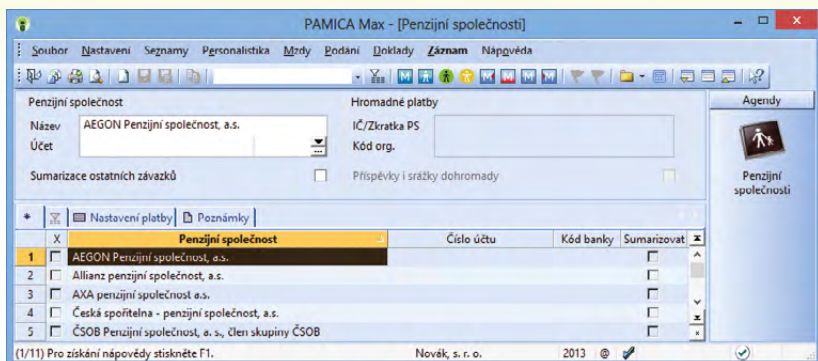 PAMICA Max - [Penzijní společnosti]
Soubor Nastavení Seznamy Personalistika Mzdy Podání Doklady Záznam Nápověda
Penzijní společnost
Hromadné platby
Agendy
Název AEGON Penzijní společnost, a.s.
IČ/Zkratka PS
Účet
Kód org.
Sumarizace ostatních závazků
Příspěvky i srážky dohromady
Penzijní
společnosti
* Nastavení platby Poznámky
X Penzijní společnost Číslo účtu Kód banky Sumarizovat
1 AEGON Penzijní společnost, a.s.
2 Allianz penzijní společnost, a.s.
3 AXA penzijní společnost a.s.
4 Česká spořitelna - penzijní společnost, a.s.
5 ČSOB Penzijní společnost, a. s., člen skupiny ČSOB
(1/11) Pro získání nápovědy stiskněte F1. Novák, s. r. o. 2013 @